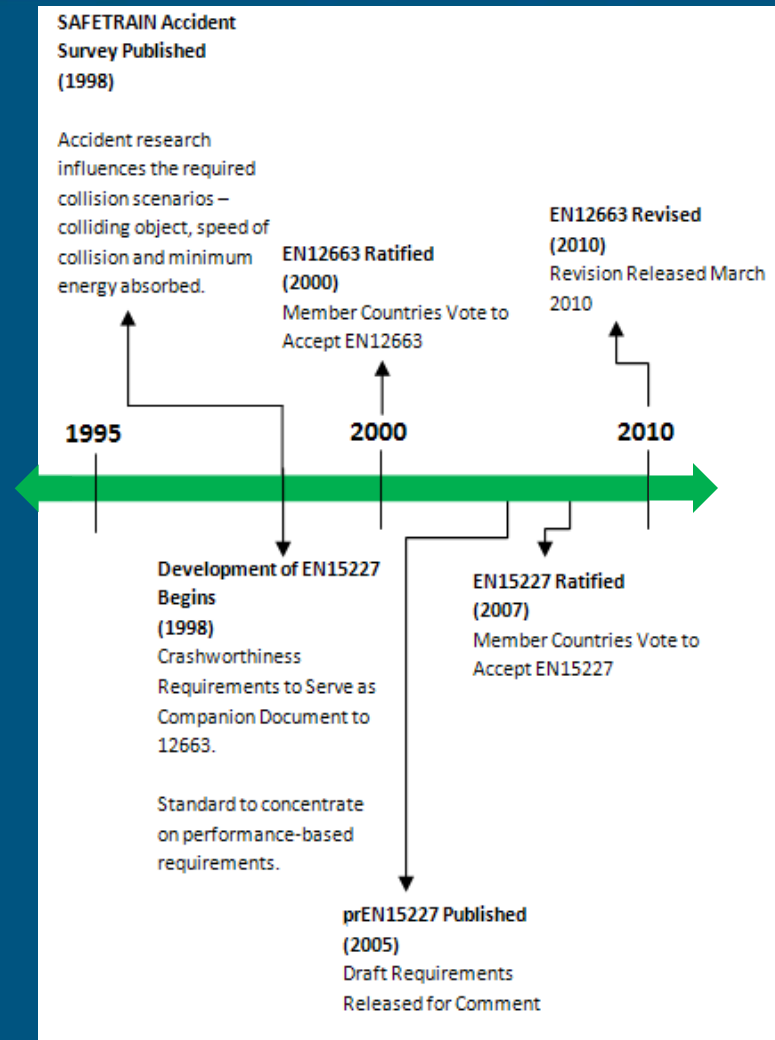 SAFETRAIN Accident
Survey Published
(1998)
Accident research
influences the required
collision scenarios –
colliding object, speed of
collision and minimum
energy absorbed.
EN12663 Ratified
(2000)
Member Countries Vote to
Accept EN12663
EN12663 Revised
(2010)
Revision Released March
2010
1995
2000
2010
Development of EN15227
Begins
(1998)
Crashworthiness
Requirements to Serve as
Companion Document to
12663.
Standard to concentrate
on performance-based
requirements.
EN15227 Ratified
(2007)
Member Countries Vote to
Accept EN15227
prEN15227 Published
(2005)
Draft Requirements
Released for Comment